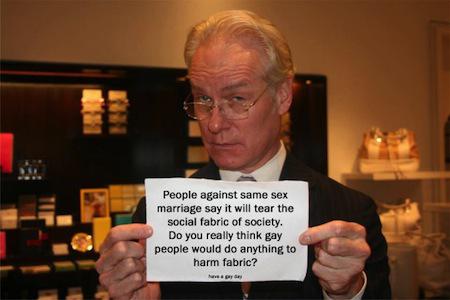 People against same sex
marriage say it will tear the
social fabric of society.
Do you really think gay
people would do anything to
harm fabric?
have a gay day